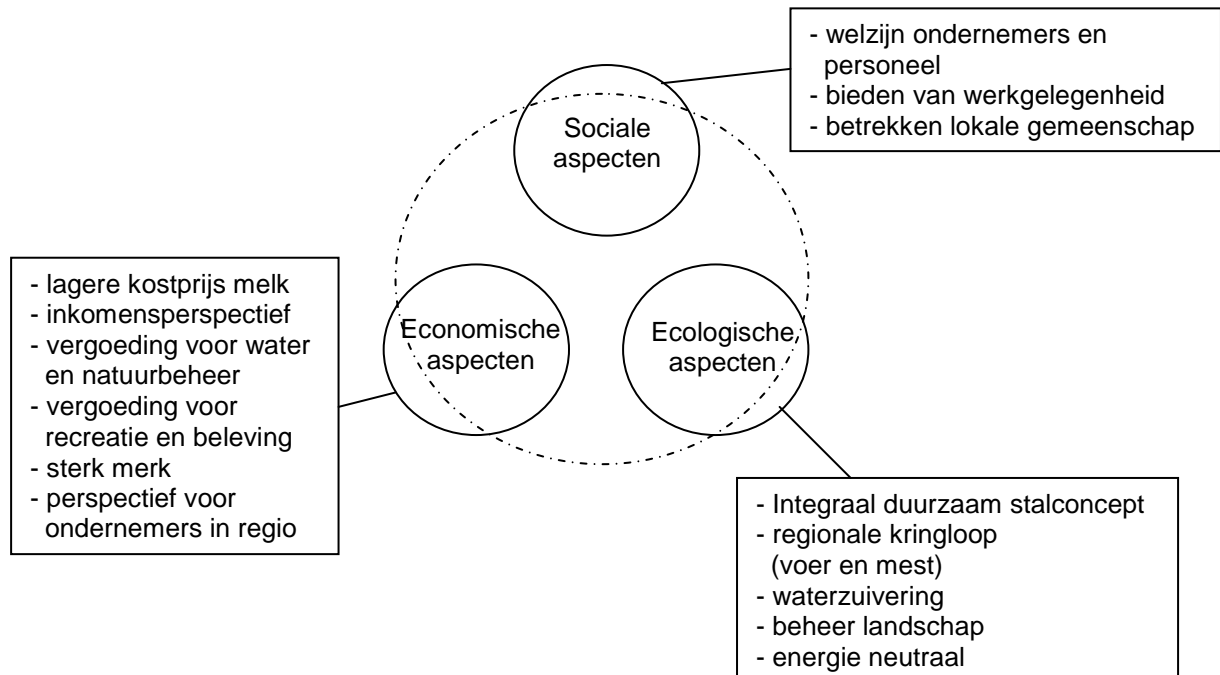 - welzijn ondernemers en
personeel
- bieden van werkgelegenheid
- betrekken lokale gemeenschap
Sociale
aspecten
- lagere kostprijs melk
- inkomensperspectief
- vergoeding voor water
en natuurbeheer
- vergoeding voor
recreatie en beleving
- sterk merk
- perspectief voor
ondernemers in regio
Economische
aspecten
Ecologische
aspecten
- Integraal duurzaam stalconcept
- regionale kringloop
(voer en mest)
- waterzuivering
- beheer landschap
- energie neutraal